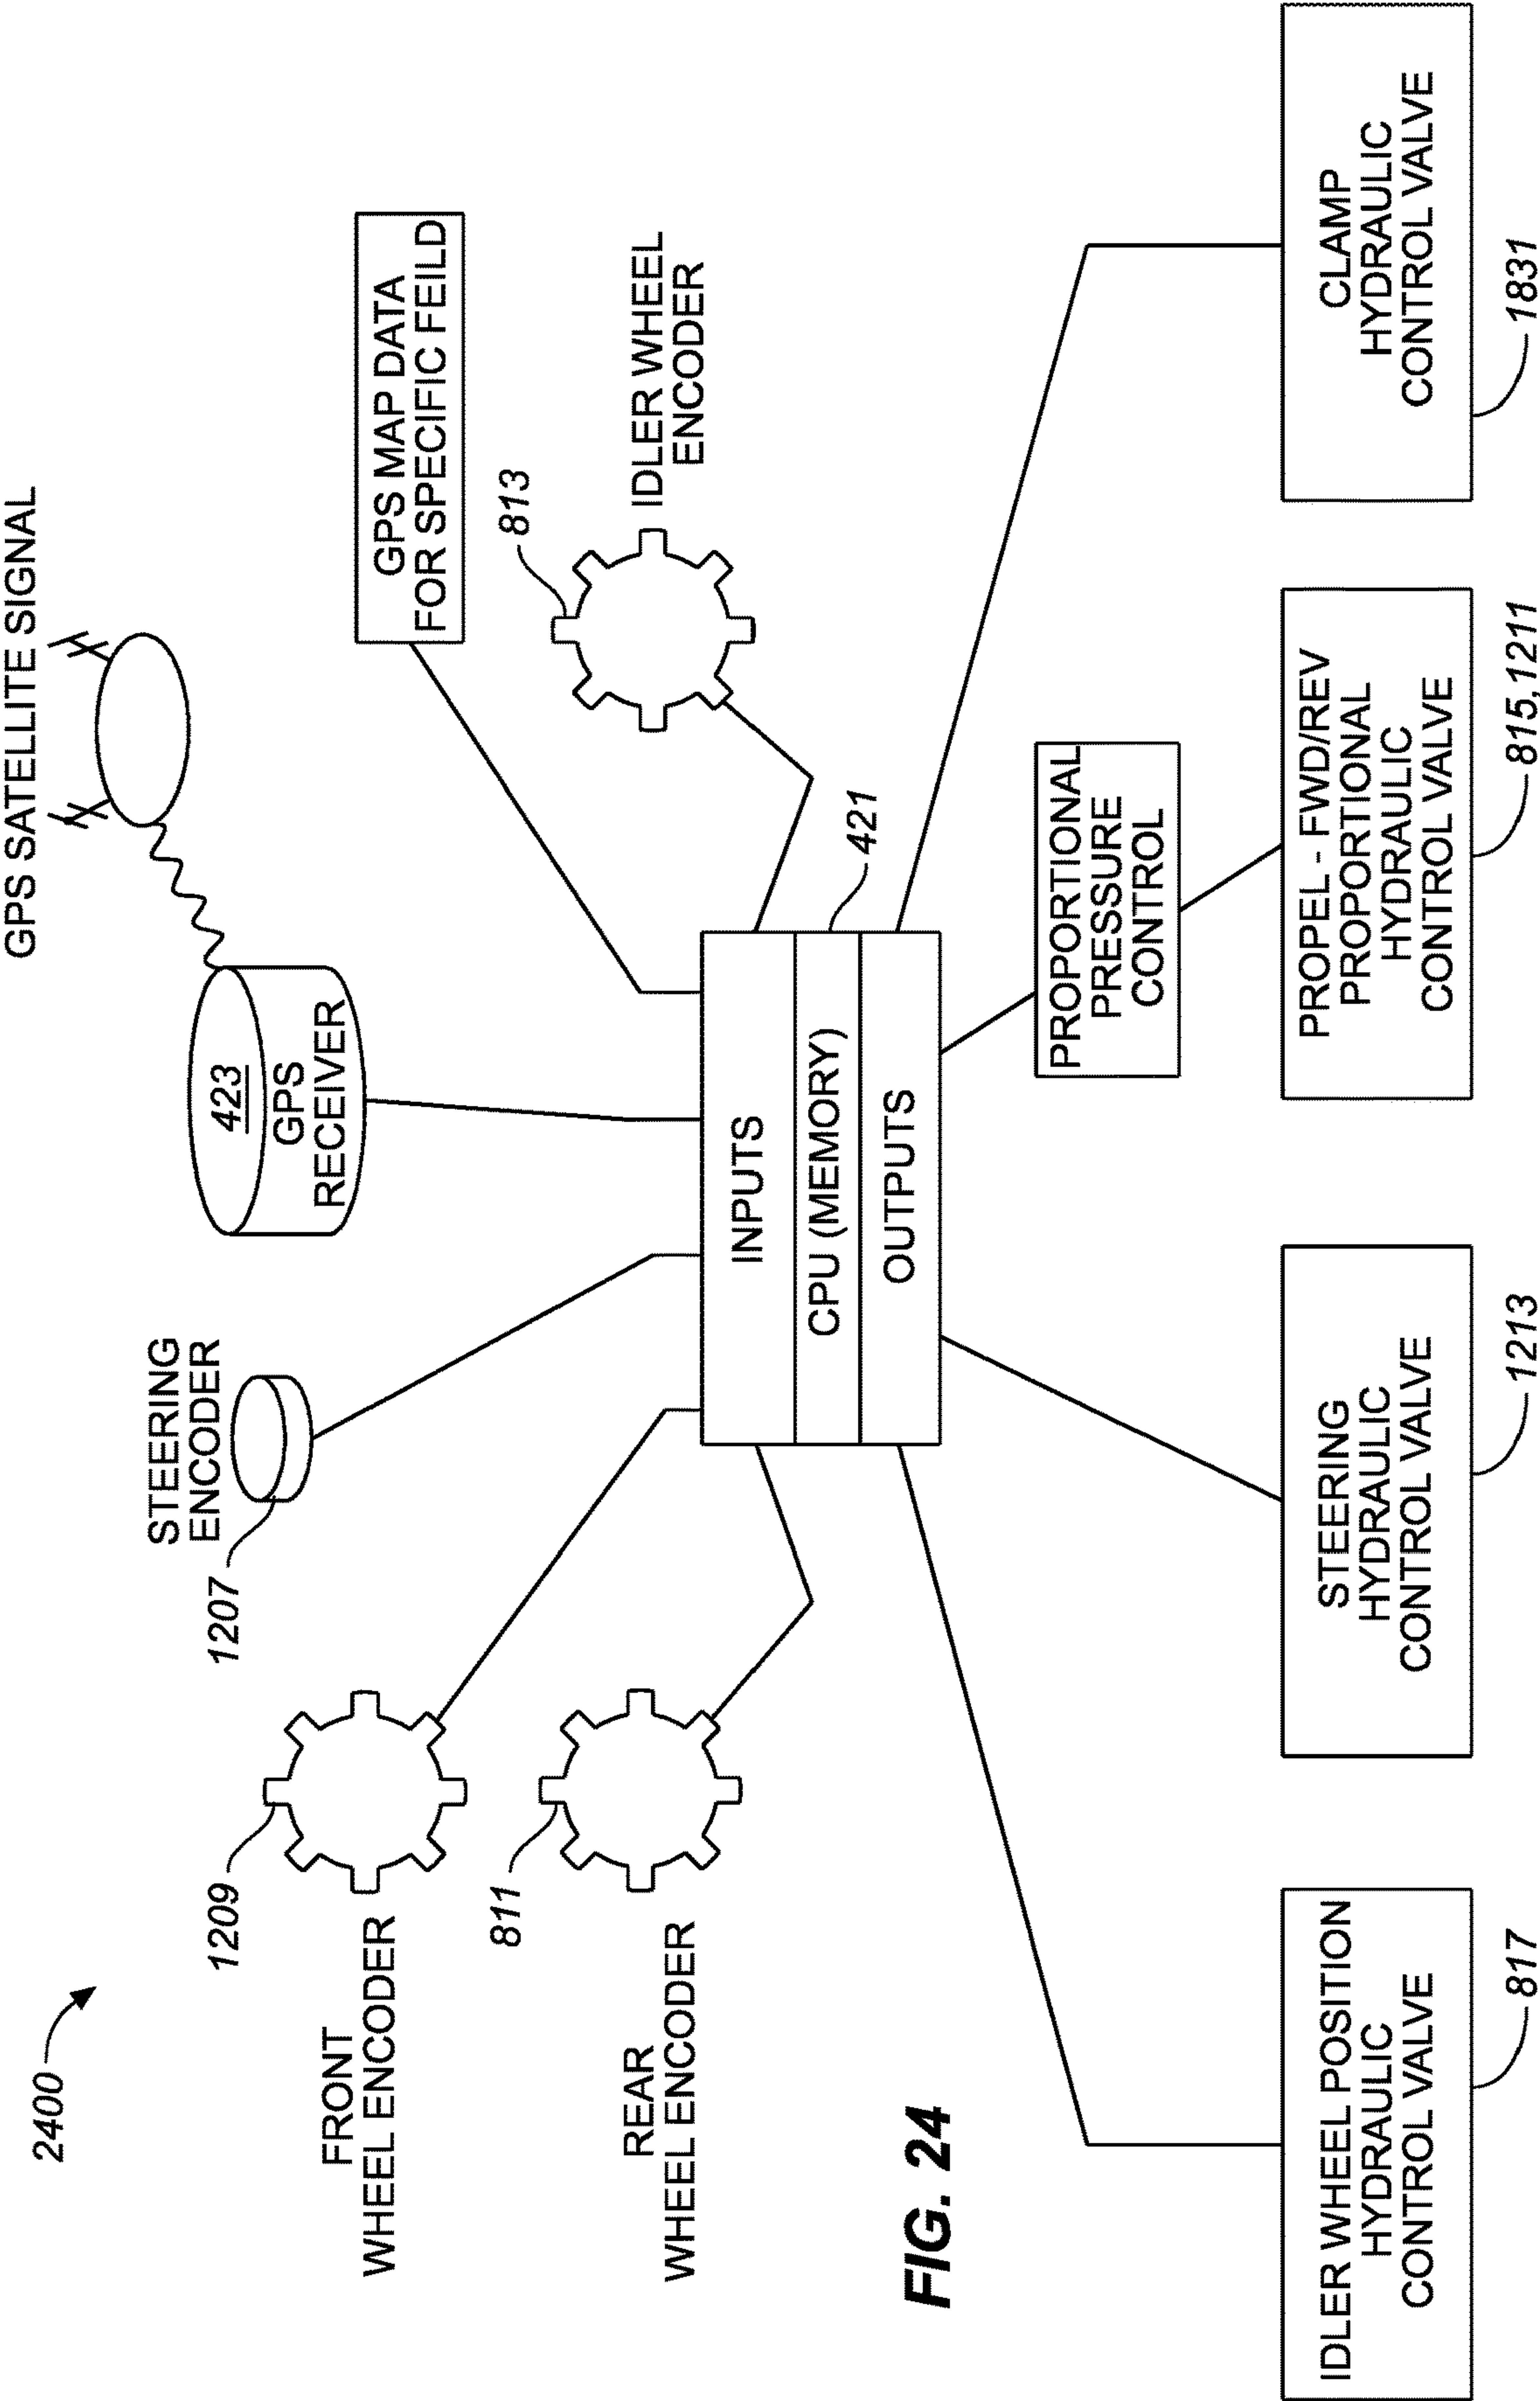 2400
GPS SATELLITE SIGNAL
423
GPS
RECEIVER
STEERING
ENCODER
1207
GPS MAP DATA
FOR SPECIFIC FEILD
1209
FRONT
WHEEL ENCODER
813
IDLER WHEEL
ENCODER
811
REAR
WHEEL ENCODER
INPUTS
CPU (MEMORY)
OUTPUTS
421
FIG. 24
PROPORTIONAL
PRESSURE
CONTROL
IDLER WHEEL POSITION
HYDRAULIC
CONTROL VALVE
817
STEERING
HYDRAULIC
CONTROL VALVE
1213
PROPEL - FWD/REV
PROPORTIONAL
HYDRAULIC
CONTROL VALVE
815,1211
CLAMP
HYDRAULIC
CONTROL VALVE
1831